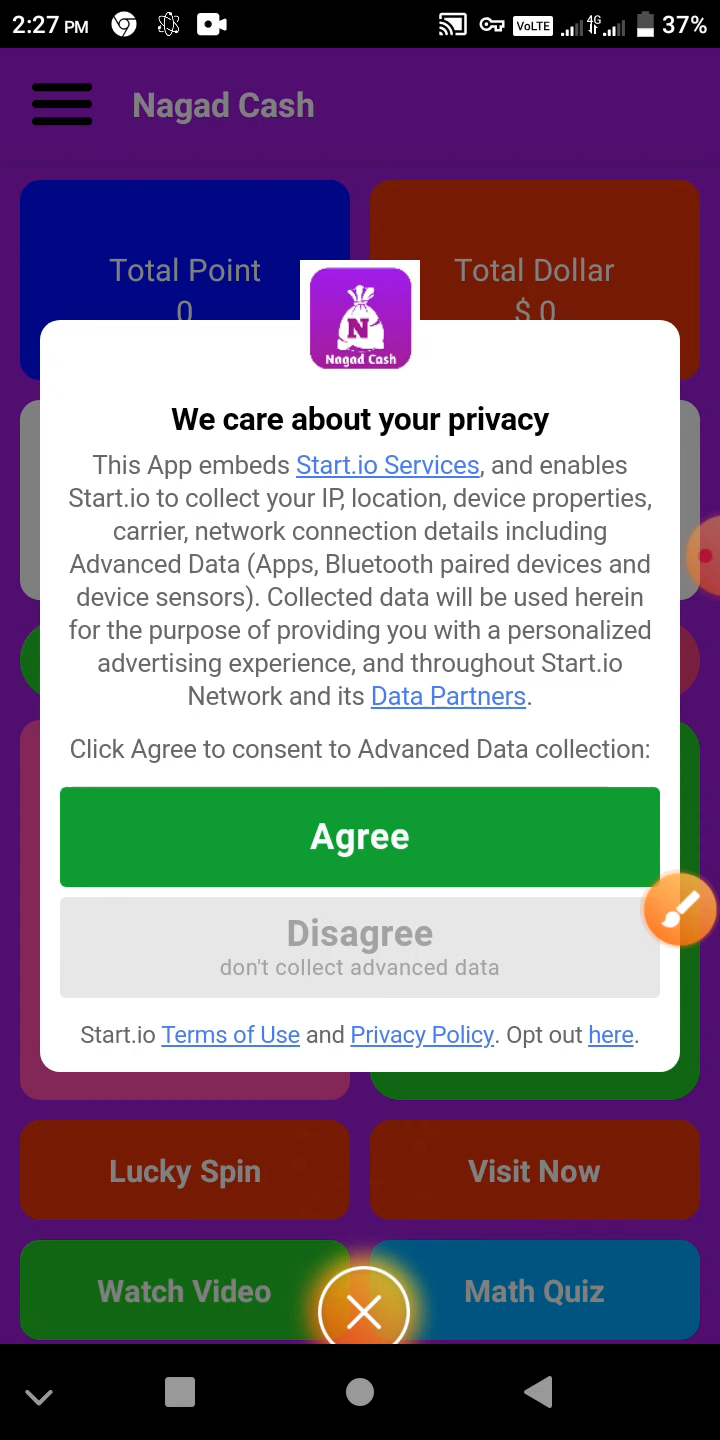 2:27 PM VoLTE 4G 37%
Nagad Cash
Total Point
0
Total Dollar
$ 0
N
Nagad Cash
We care about your privacy
This App embeds Start.io Services, and enables
Start.io to collect your IP, location, device properties,
carrier, network connection details including
Advanced Data (Apps, Bluetooth paired devices and
device sensors). Collected data will be used herein
for the purpose of providing you with a personalized
advertising experience, and throughout Start.io
Network and its Data Partners.
Click Agree to consent to Advanced Data collection:
Agree
Disagree
don't collect advanced data
Start.io Terms of Use and Privacy Policy. Opt out here.
Lucky Spin
Visit Now
Watch Video
Math Quiz